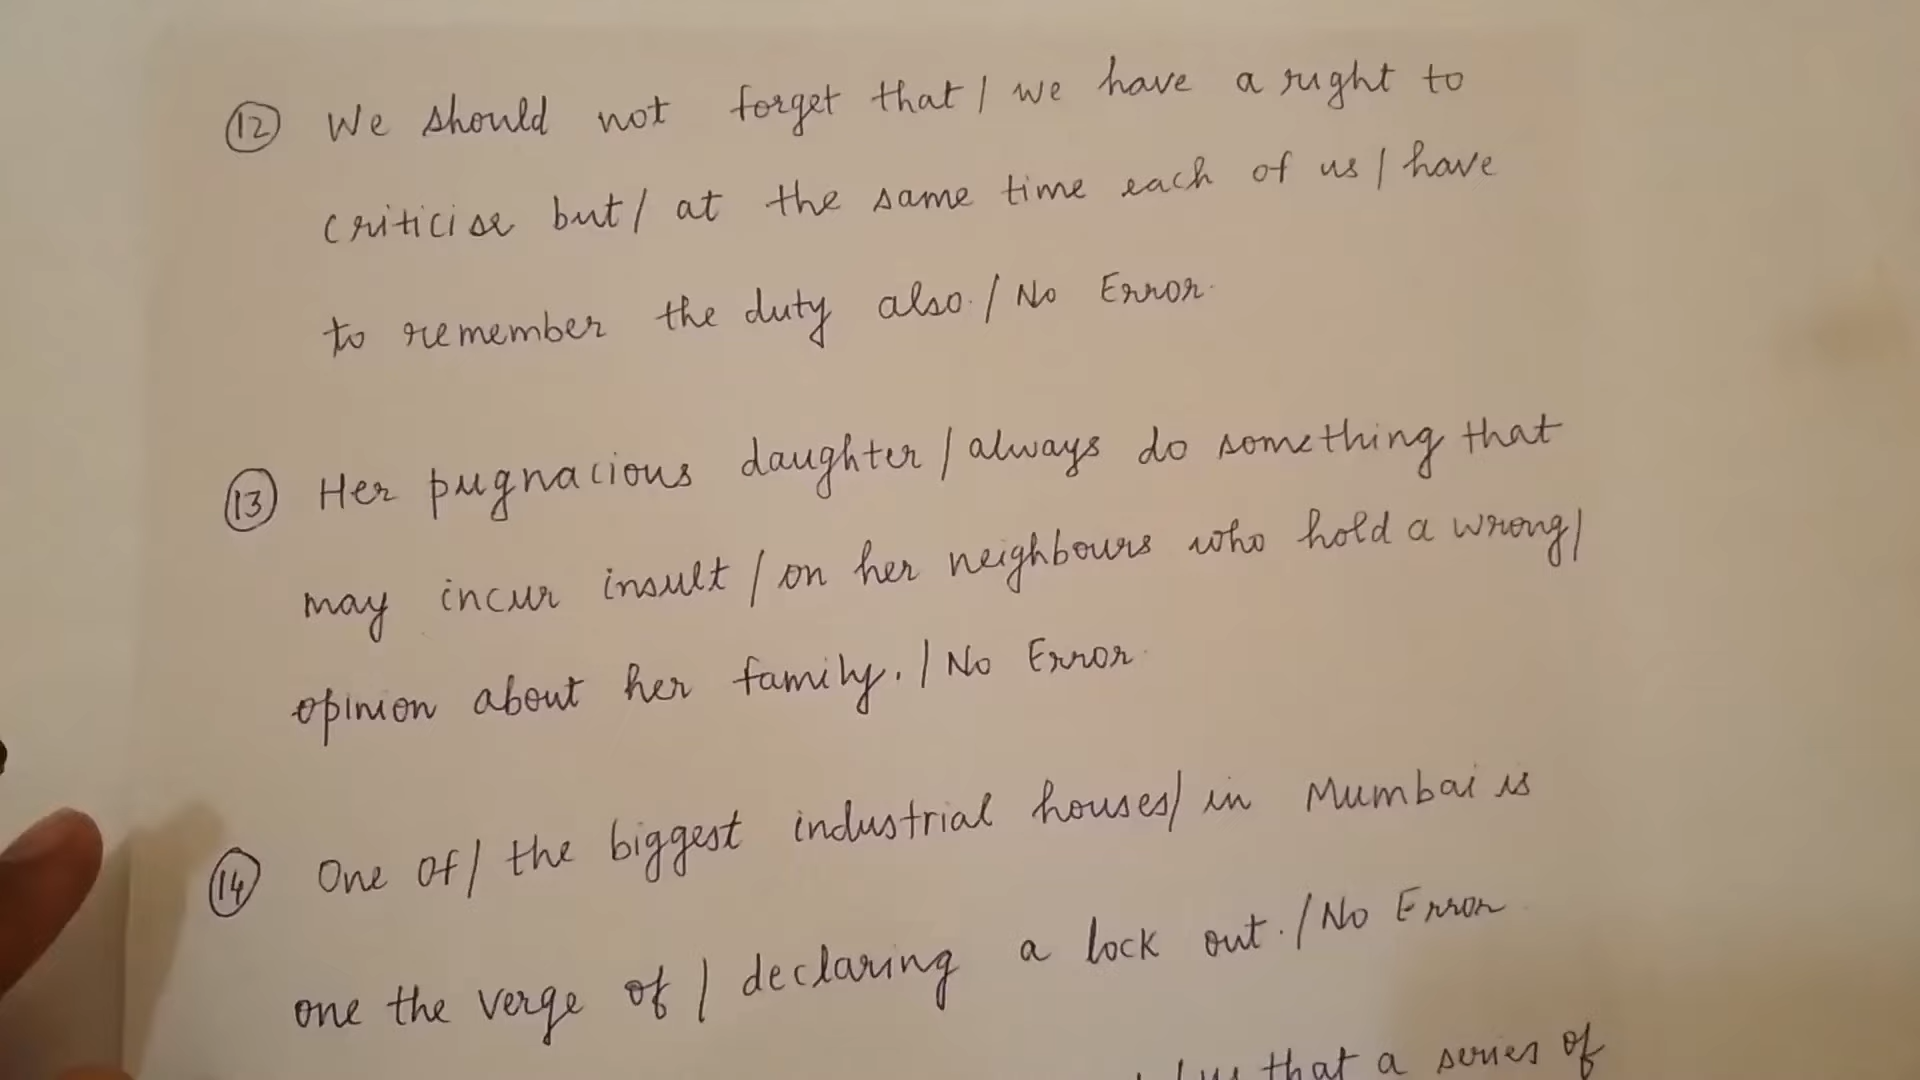 12 We should not forget that / we have a right to
criticise but / at the same time each of us / have
to remember the duty also. / No Error.
13 Her pugnacious daughter / always do something that
may incur insult / on her neighbours who hold a wrong /
opinion about her family. / No Error.
14 One of / the biggest industrial houses / in Mumbai is
one the verge of / declaring a lock out. / No Error
that a series of